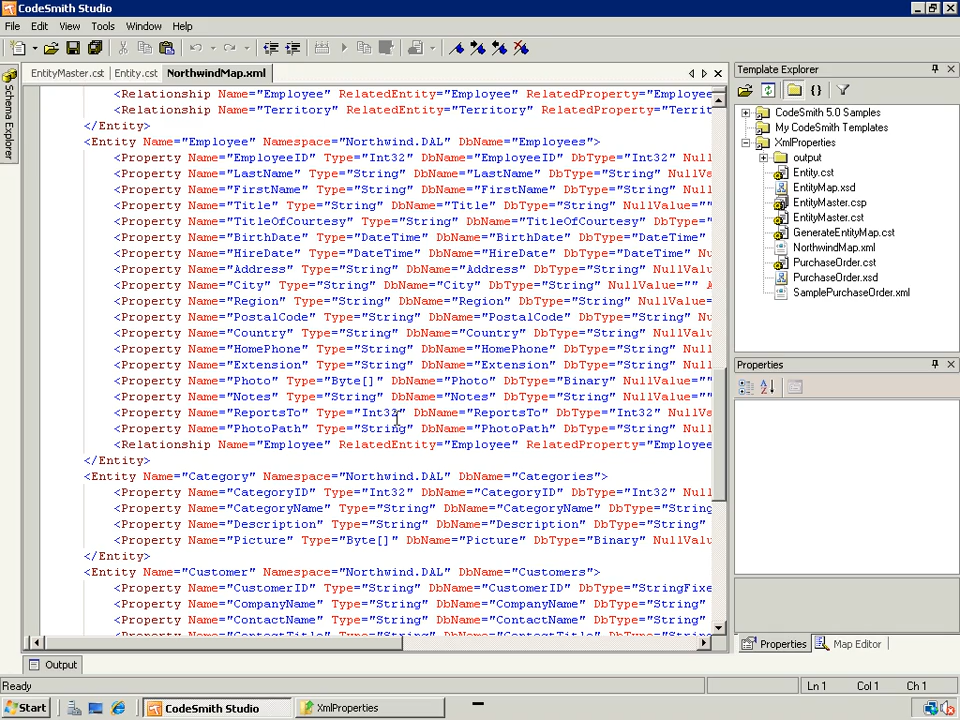 CodeSmith Studio
File Edit View Tools Window Help
EntityMaster.cst Entity.cst NorthwindMap.xml
Schema Explorer
<Relationship Name="Employee" RelatedEntity="Employee" RelatedProperty="Employee
<Relationship Name="Territory" RelatedEntity="Territory" RelatedProperty="Territ
</Entity>
<Entity Name="Employee" Namespace="Northwind.DAL" DbName="Employees">
<Property Name="EmployeeID" Type="Int32" DbName="EmployeeID" DbType="Int32" Null
<Property Name="LastName" Type="String" DbName="LastName" DbType="String" NullVa
<Property Name="FirstName" Type="String" DbName="FirstName" DbType="String" Null
<Property Name="Title" Type="String" DbName="Title" DbType="String" NullValue=""
<Property Name="TitleOfCourtesy" Type="String" DbName="TitleOfCourtesy" DbType="
<Property Name="BirthDate" Type="DateTime" DbName="BirthDate" DbType="DateTime"
<Property Name="HireDate" Type="DateTime" DbName="HireDate" DbType="DateTime" Nu
<Property Name="Address" Type="String" DbName="Address" DbType="String" NullValu
<Property Name="City" Type="String" DbName="City" DbType="String" NullValue="" A
<Property Name="Region" Type="String" DbName="Region" DbType="String" NullValue=
<Property Name="PostalCode" Type="String" DbName="PostalCode" DbType="String" Nu
<Property Name="Country" Type="String" DbName="Country" DbType="String" NullValu
<Property Name="HomePhone" Type="String" DbName="HomePhone" DbType="String" Null
<Property Name="Extension" Type="String" DbName="Extension" DbType="String" Null
<Property Name="Photo" Type="Byte[]" DbName="Photo" DbType="Binary" NullValue=""
<Property Name="Notes" Type="String" DbName="Notes" DbType="String" NullValue=""
<Property Name="ReportsTo" Type="Int32" DbName="ReportsTo" DbType="Int32" NullVa
<Property Name="PhotoPath" Type="String" DbName="PhotoPath" DbType="String" Null
<Relationship Name="Employee" RelatedEntity="Employee" RelatedProperty="Employee
</Entity>
<Entity Name="Category" Namespace="Northwind.DAL" DbName="Categories">
<Property Name="CategoryID" Type="Int32" DbName="CategoryID" DbType="Int32" Null
<Property Name="CategoryName" Type="String" DbName="CategoryName" DbType="String
<Property Name="Description" Type="String" DbName="Description" DbType="String"
<Property Name="Picture" Type="Byte[]" DbName="Picture" DbType="Binary" NullValu
</Entity>
<Entity Name="Customer" Namespace="Northwind.DAL" DbName="Customers">
<Property Name="CustomerID" Type="String" DbName="CustomerID" DbType="StringFixe
<Property Name="CompanyName" Type="String" DbName="CompanyName" DbType="String"
<Property Name="ContactName" Type="String" DbName="ContactName" DbType="String"
Template Explorer
CodeSmith 5.0 Samples
My CodeSmith Templates
XmlProperties
output
Entity.cst
EntityMap.xsd
EntityMaster.csp
EntityMaster.cst
GenerateEntityMap.cst
NorthwindMap.xml
PurchaseOrder.cst
PurchaseOrder.xsd
SamplePurchaseOrder.xml
Properties
Properties Map Editor
Output
Ready Ln 1 Col 1 Ch 1
Start CodeSmith Studio XmlProperties